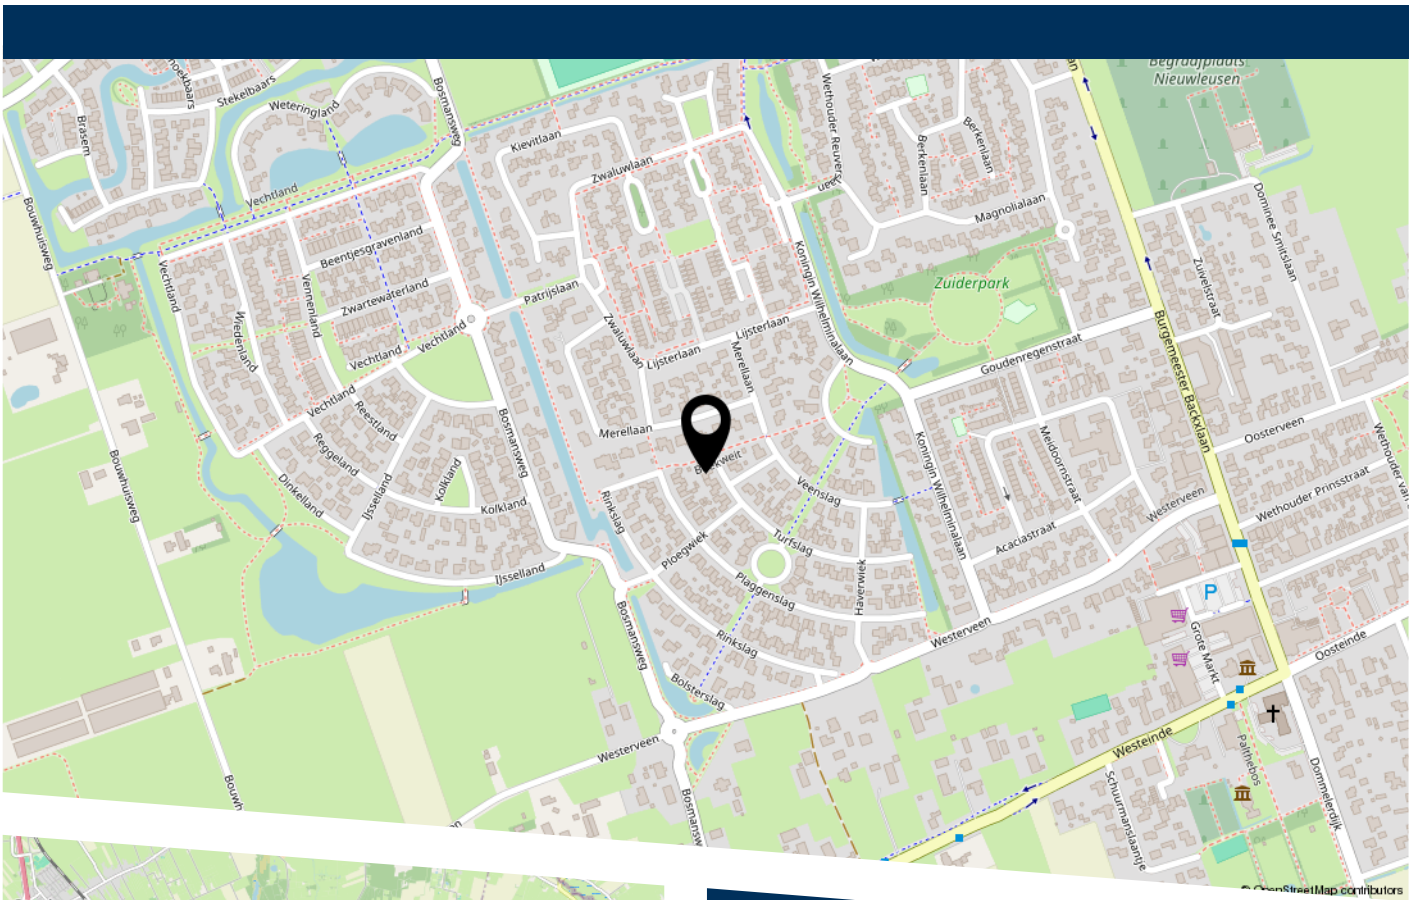 Begraafplaats
Nieuwleusen
Stekelbaars
Weteringland
Brasem
Bosmansweg
Kievitlaan
Zwaluwlaan
Wethouder Reuvers
Berkenlaan
Berkenlaan
Magnolialaan
Dominee Smitslaan
Bouwhuisweg
Vechtland
Beentjesgravenland
Vechtland
Vennenland
Zwartewaterland
Patrijslaan
Koningin Wilhelminalaan
Zuiderpark
Zuivelstraat
Wiedenland
Vechtland
Vechtland
Zwaluwlaan
Lijsterlaan
Lijsterlaan
Merellaan
Goudenregenstraat
Burgemeester Backxlaan
Vechtland
Reestland
Reggeland
Bosmansweg
Merellaan
Oosterveen
Meidoornstraat
Koningin Wilhelminalaan
Bouwhuisweg
Dinkelland
IJsselland
Kolkland
Kolkland
Rinkslag
Veenslag
Westerveen
Wethouder Prinsstraat
Ploegwiek
Turfslag
Acaciastraat
IJsselland
Plaggenslag
Haverwiek
P
Bosmansweg
Rinkslag
Westerveen
Grote Markt
Oosteinde
Bolsterslag
Westerveen
Westeinde
Palthebos
Schuurmanslaantje
Dommelerdijk
Bouwh
Bosmansw
© OpenStreetMap contributors